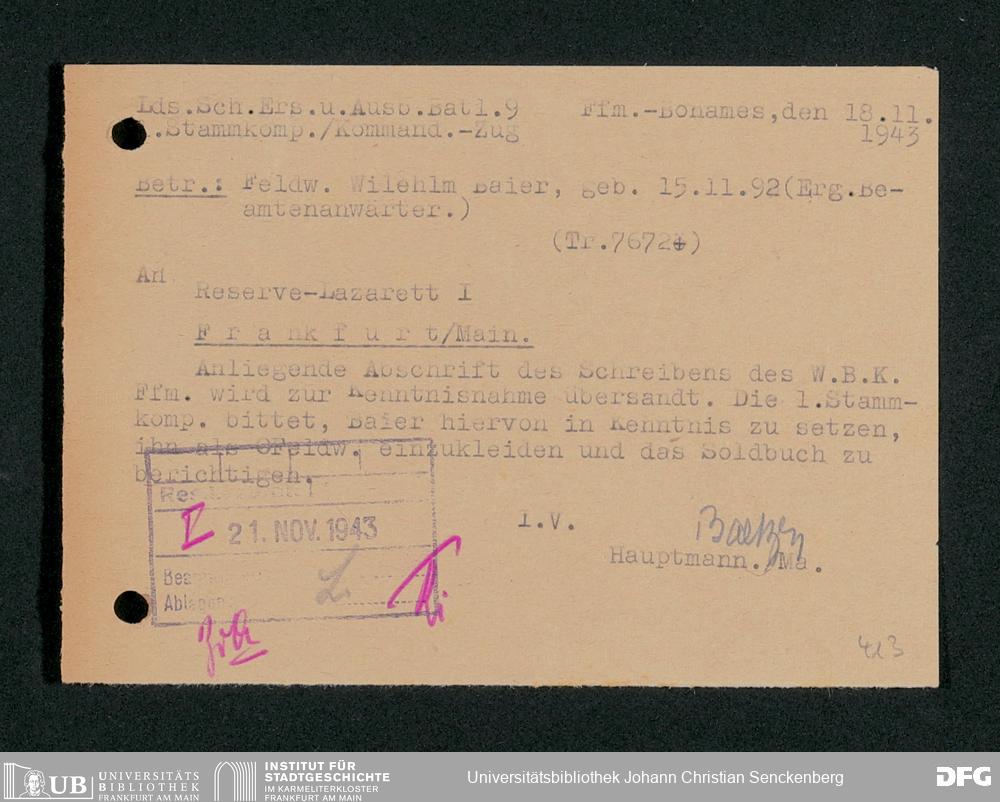 Lds.Sch.Ers.u.Ausb.Batl.9 Ffm.-Bonames,den 18.11.
.Stammkomp./Kommand.-Zug 1943
Betr.: Feldw. Wilehlm Baier, geb. 15.11.92(Erg.Be-
amtenanwärter.)
(Tr.7672)
An
Reserve-Lazarett I
F r a nk f u r t/Main.
Anliegende Abschrift des Schreibens des W.B.K.
Ffm. wird zur Kenntnisnahme übersandt. Die 1.Stamm-
komp. bittet, Baier hiervon in Kenntnis zu setzen,
ihn als OFeldw. einzukleiden und das Soldbuch zu
berichtigen.
Res.
21. NOV. 1943
I.V.
Hauptmann. Ma.
413
UB UNIVERSITÄTS
BIBLIOTHEK
FRANKFURT AM MAIN
INSTITUT FÜR
STADTGESCHICHTE
IM KARMELITERKLOSTER
FRANKFURT AM MAIN
Universitätsbibliothek Johann Christian Senckenberg
DFG